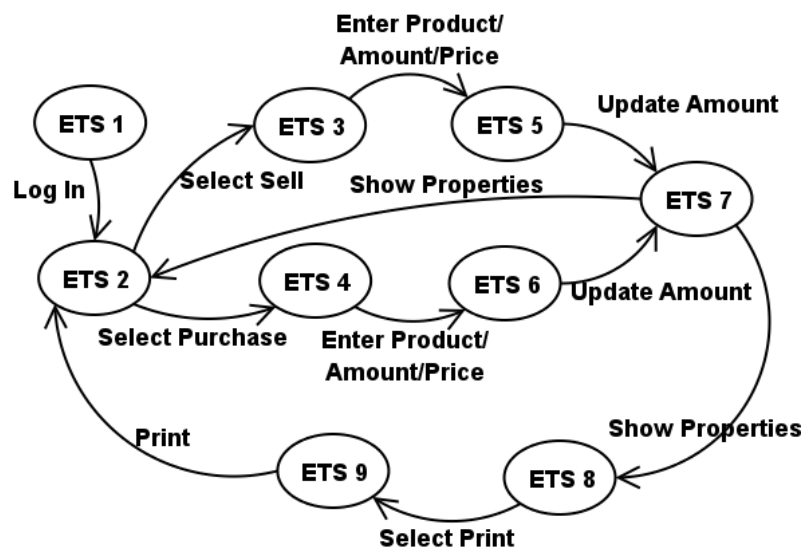 Enter Product/
Amount/Price
ETS 1
ETS 3
ETS 5
Update Amount
Log In
Select Sell
Show Properties
ETS 7
ETS 2
ETS 4
ETS 6
Update Amount
Select Purchase
Enter Product/
Amount/Price
Print
Show Properties
ETS 9
ETS 8
Select Print